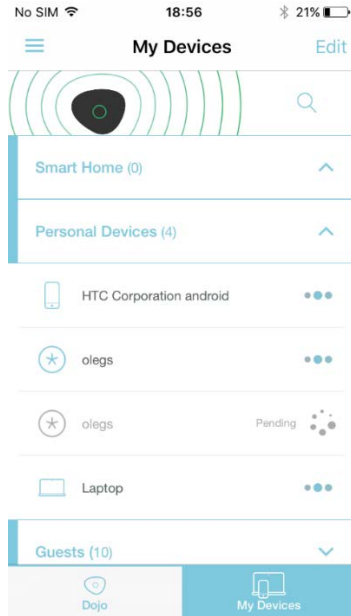 No SIM 18:56 21%
My Devices Edit
Smart Home (0)
Personal Devices (4)
HTC Corporation android
olegs
olegs Pending
Laptop
Guests (10)
Dojo My Devices